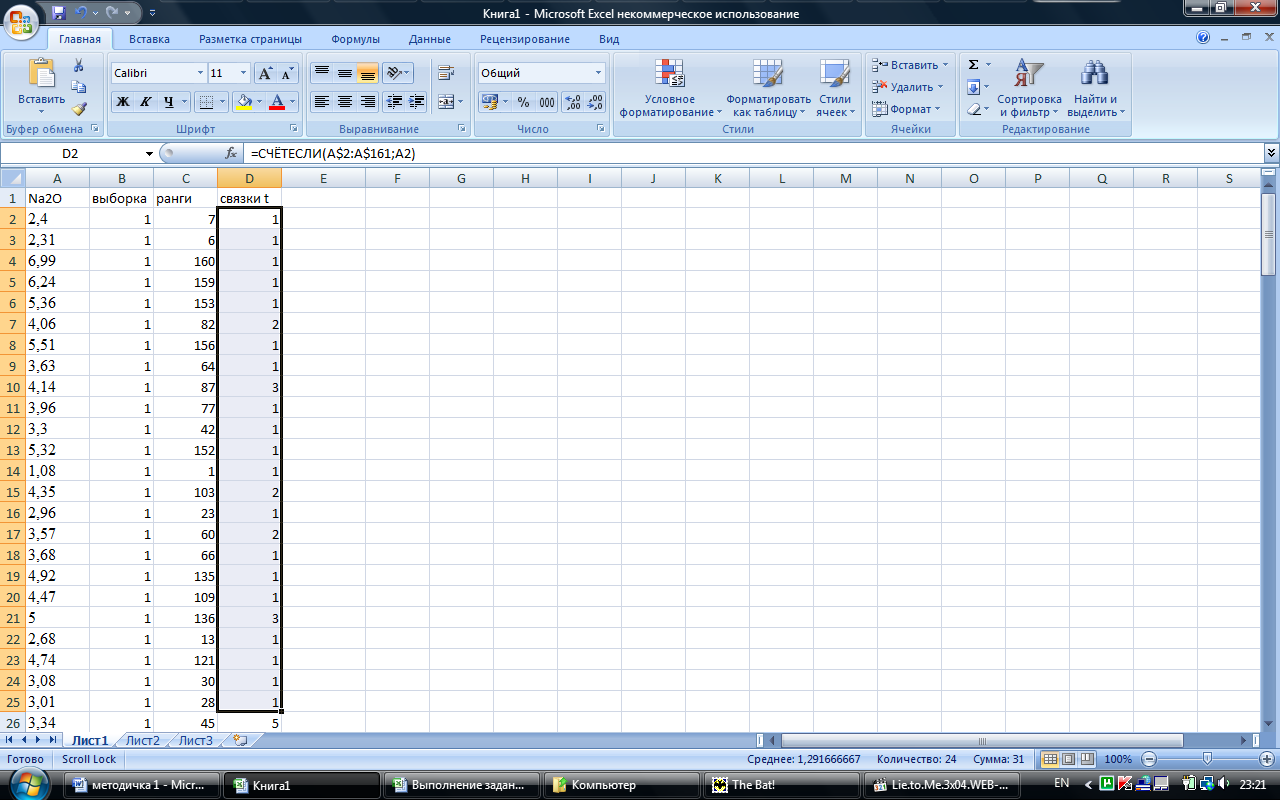 Книга1 - Microsoft Excel некоммерческое использование
Главная Вставка Разметка страницы Формулы Данные Рецензирование Вид
Вставить
Буфер обмена
Calibri 11
Ж К Ч
Шрифт
Выравнивание
Общий
% 000
Число
Условное форматирование
Форматировать как таблицу
Стили ячеек
Стили
Вставить
Удалить
Формат
Ячейки
Сортировка и фильтр
Найти и выделить
Редактирование
D2 fx =СЧЁТЕСЛИ(A$2:A$161;A2)
A B C D E F G H I J K L M N O P Q R S
1 Na2O выборка ранги связки t
2 2,4 1 7 1
3 2,31 1 6 1
4 6,99 1 160 1
5 6,24 1 159 1
6 5,36 1 153 1
7 4,06 1 82 2
8 5,51 1 156 1
9 3,63 1 64 1
10 4,14 1 87 3
11 3,96 1 77 1
12 3,3 1 42 1
13 5,32 1 152 1
14 1,08 1 1 1
15 4,35 1 103 2
16 2,96 1 23 1
17 3,57 1 60 2
18 3,68 1 66 1
19 4,92 1 135 1
20 4,47 1 109 1
21 5 1 136 3
22 2,68 1 13 1
23 4,74 1 121 1
24 3,08 1 30 1
25 3,01 1 28 1
26 3,34 1 45 5
Лист1 Лист2 Лист3
Готово Scroll Lock Среднее: 1,291666667 Количество: 24 Сумма: 31 100%
методичка 1 - Micr... Книга1 Выполнение задан... Компьютер The Bat! Lie.to.Me.3x04.WEB-... EN 23:21